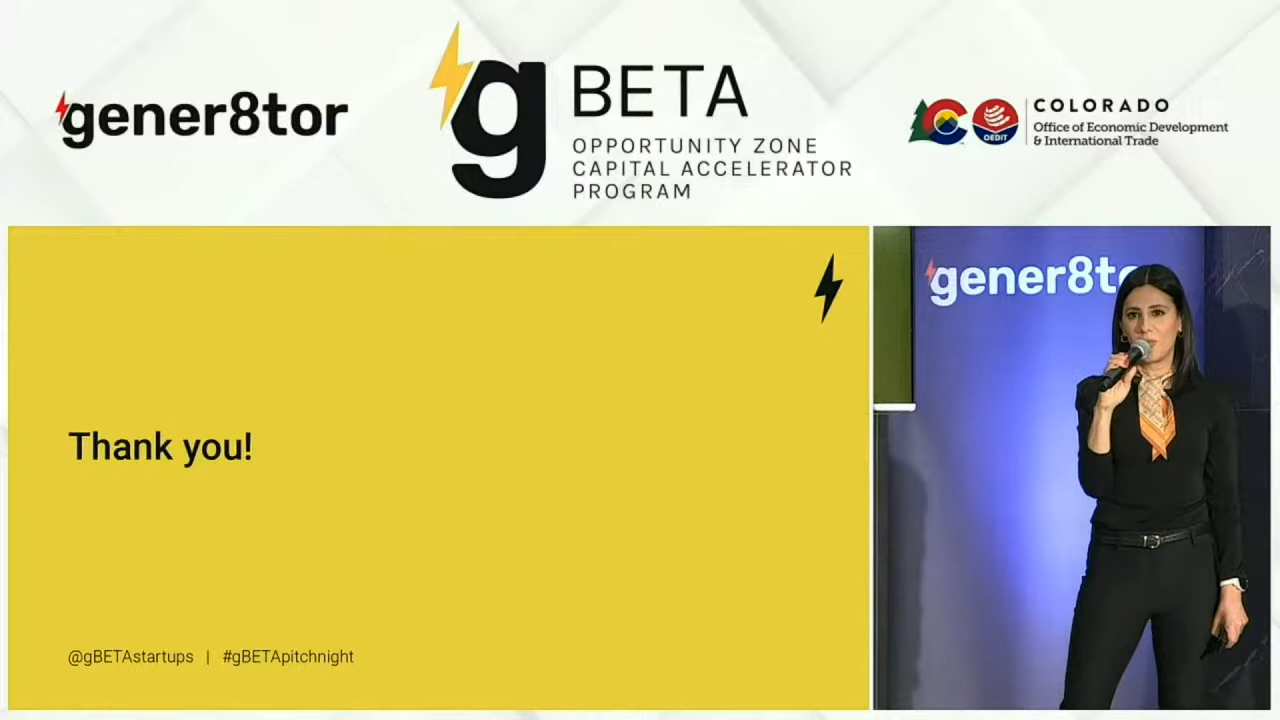 gener8tor
g BETA
OPPORTUNITY ZONE
CAPITAL ACCELERATOR
PROGRAM
OEDIT
COLORADO
Office of Economic Development
& International Trade
Thank you!
@gBETAstartups | #gBETApitchnight
gener8to